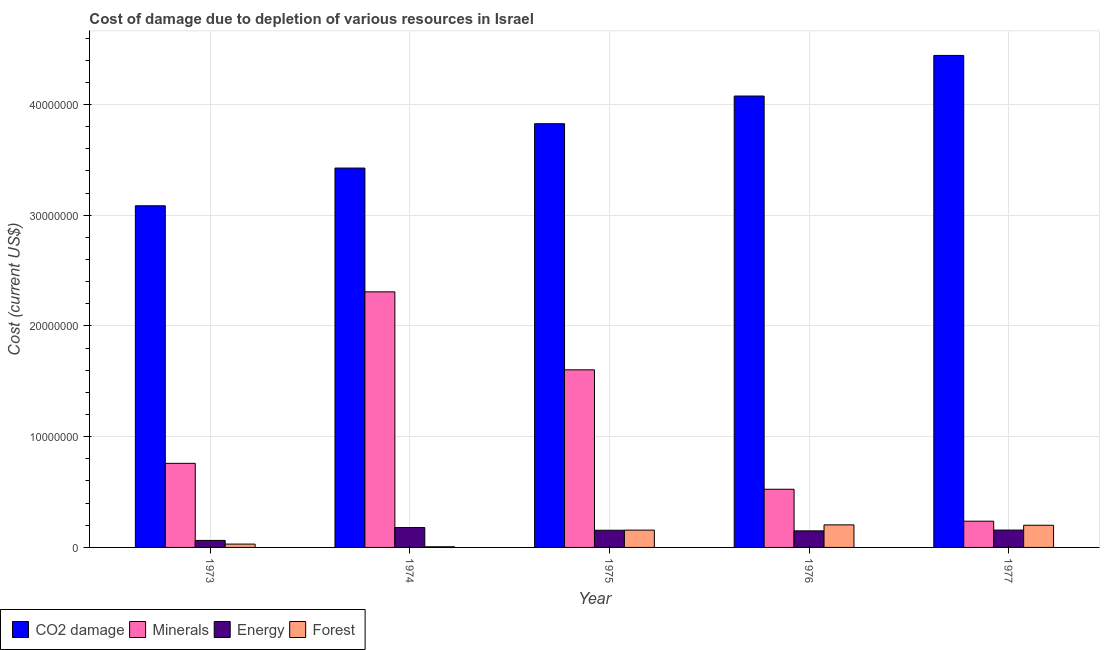 Cost of damage due to depletion of various resources in Israel
Cost (current US$)
40000000
30000000
20000000
10000000
0
1973
1974
1975
1976
1977
Year
CO2 damage
Minerals
Energy
Forest